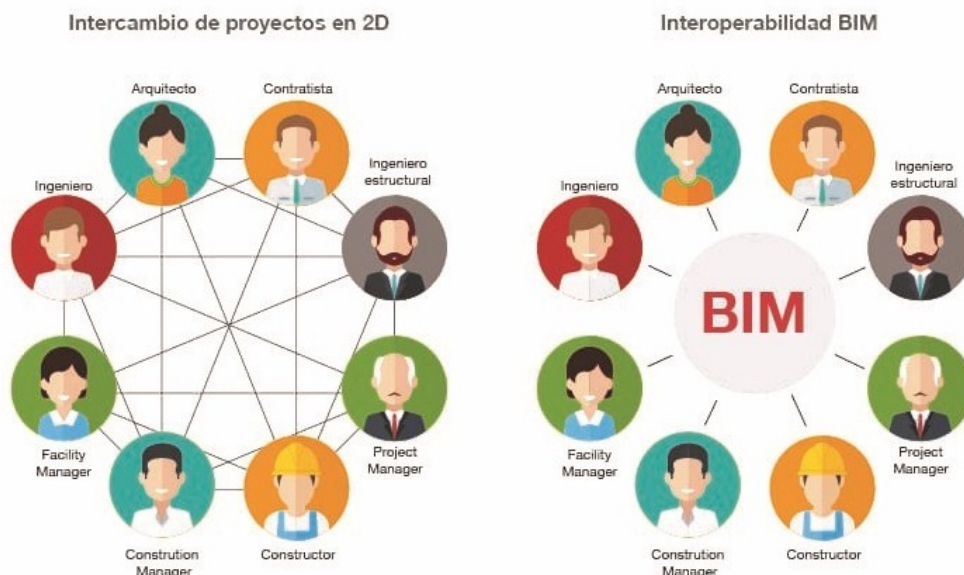 Intercambio de proyectos en 2D
Arquitecto
Contratista
Ingeniero
Ingeniero
estructural
Facility
Manager
Project
Manager
Constrution
Manager
Constructor
Interoperabilidad BIM
Arquitecto
Contratista
Ingeniero
Ingeniero
estructural
BIM
Facility
Manager
Project
Manager
Constrution
Manager
Constructor